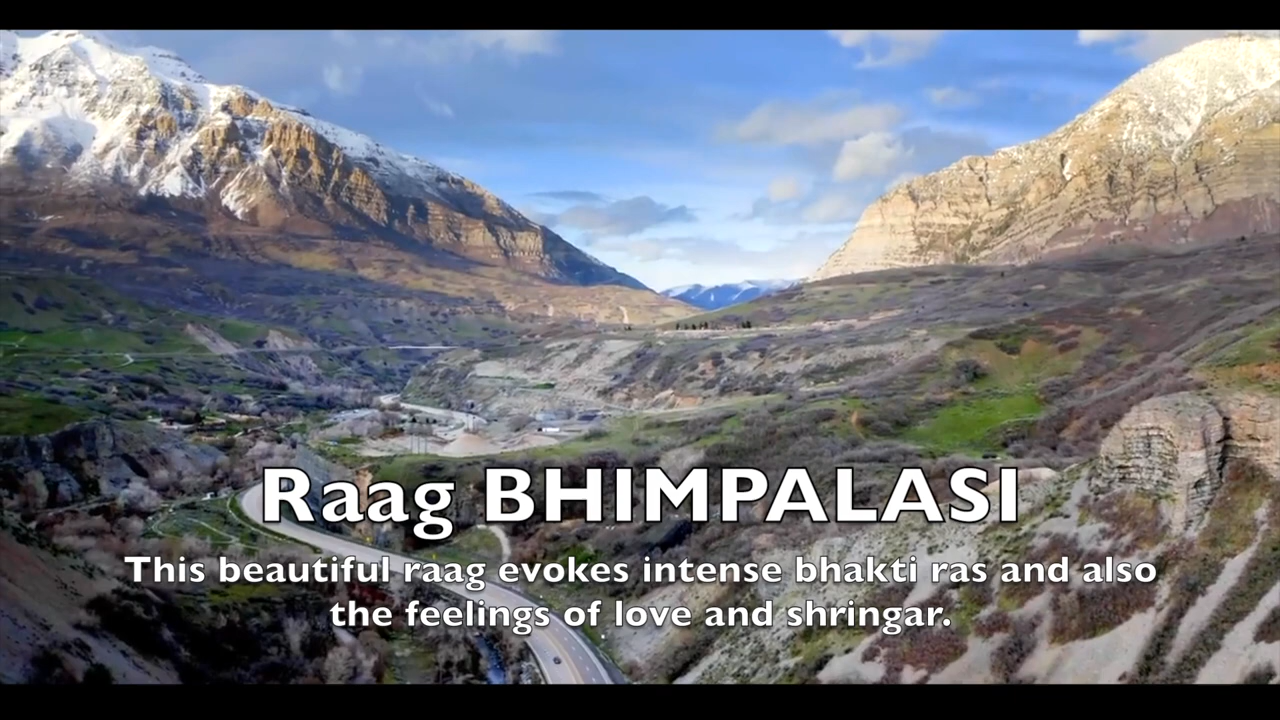 Raag BHIMPALASI
This beautiful raag evokes intense bhakti ras and also
the feelings of love and shringar.